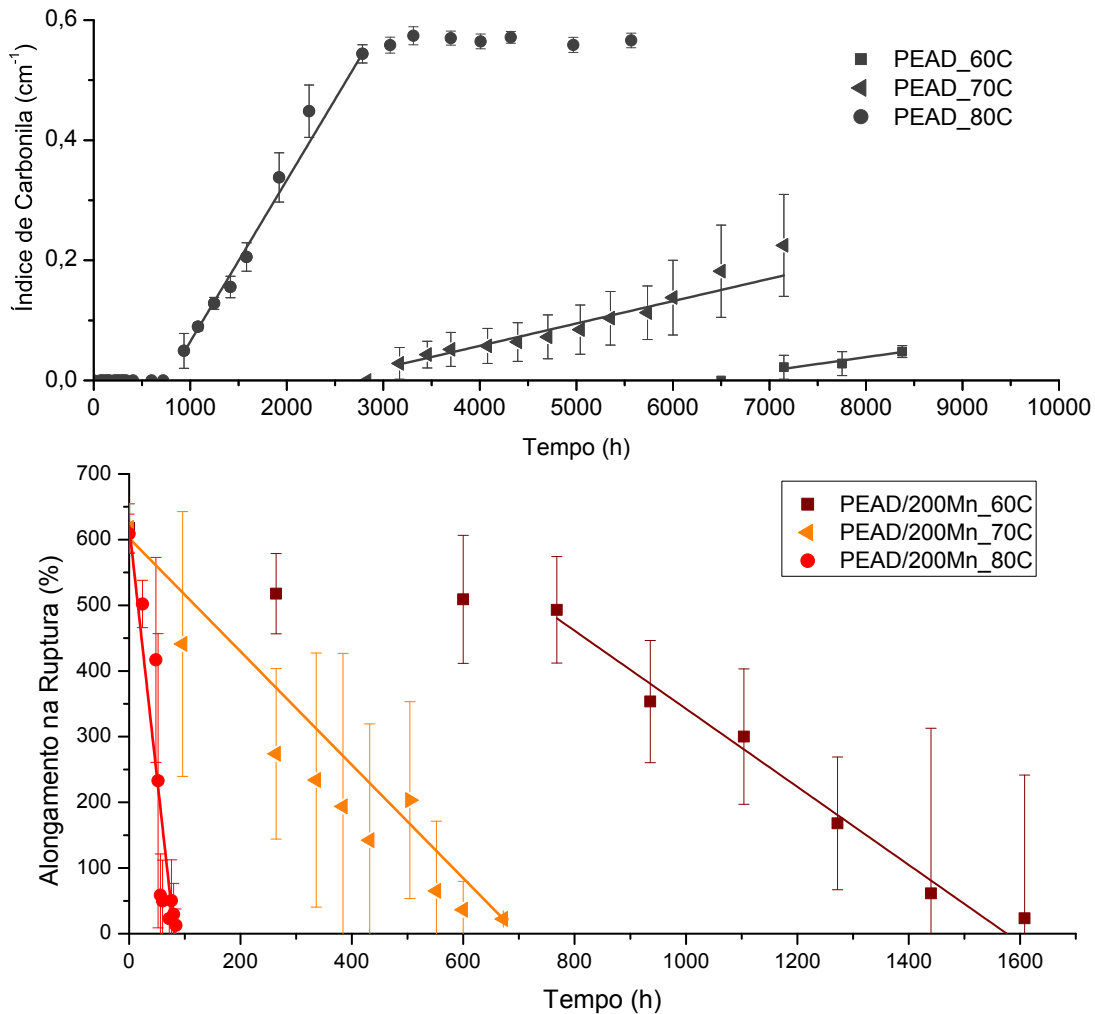 0,6
0,4
0,2
0,0
Índice de Carbonila (cm-1)
PEAD_60C
PEAD_70C
PEAD_80C
0 1000 2000 3000 4000 5000 6000 7000 8000 9000 10000
Tempo (h)
700
600
500
400
300
200
100
0
Alongamento na Ruptura (%)
PEAD/200Mn_60C
PEAD/200Mn_70C
PEAD/200Mn_80C
0 200 400 600 800 1000 1200 1400 1600
Tempo (h)